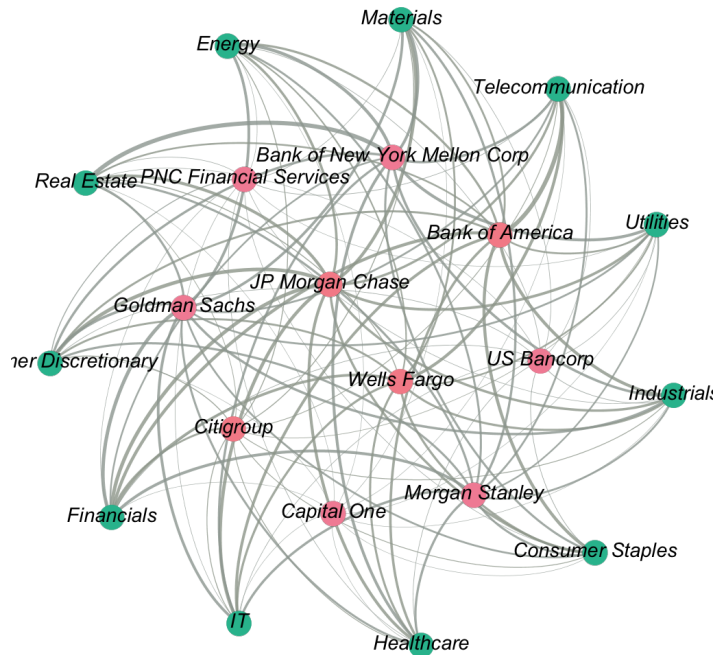 Materials
Energy
Telecommunication
Bank of New York Mellon Corp
Real Estate
PNC Financial Services
Utilities
Bank of America
JP Morgan Chase
Goldman Sachs
ner Discretionary
US Bancorp
Wells Fargo
Industrials
Citigroup
Morgan Stanley
Capital One
Financials
Consumer Staples
IT
Healthcare